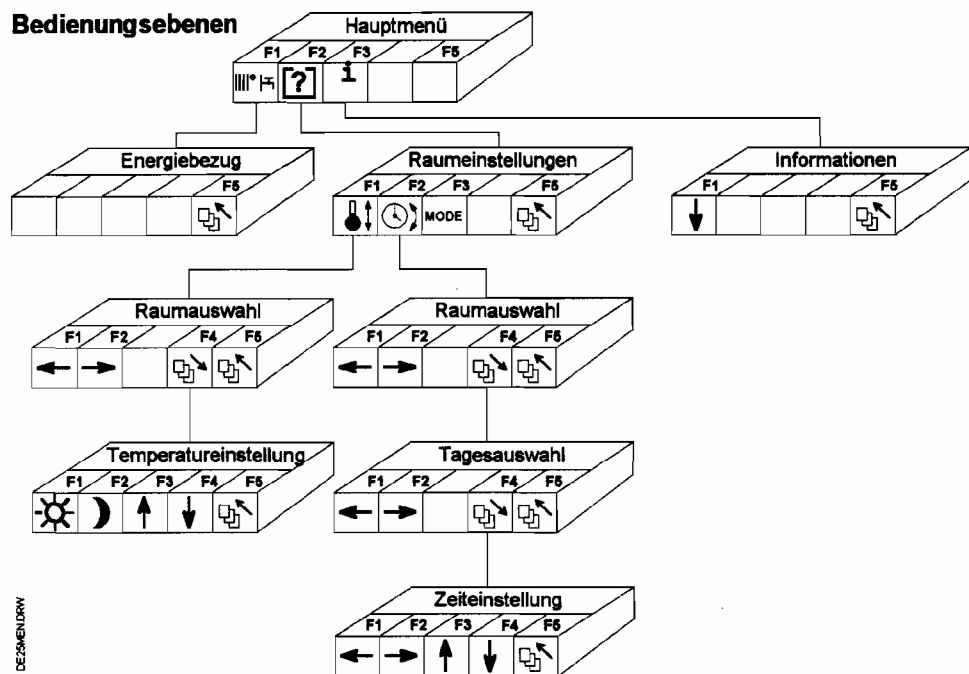 Bedienungsebenen
Hauptmenü
F1 F2 F3 F5
[?] i
Energiebezug
F5
Raumeinstellungen
F1 F2 F3 F5
MODE
Informationen
F1 F5
Raumauswahl
F1 F2 F4 F5
Raumauswahl
F1 F2 F4 F5
Temperatureinstellung
F1 F2 F3 F4 F5
Tagesauswahl
F1 F2 F4 F5
Zeiteinstellung
F1 F2 F3 F4 F5
DE25MEN.DRW